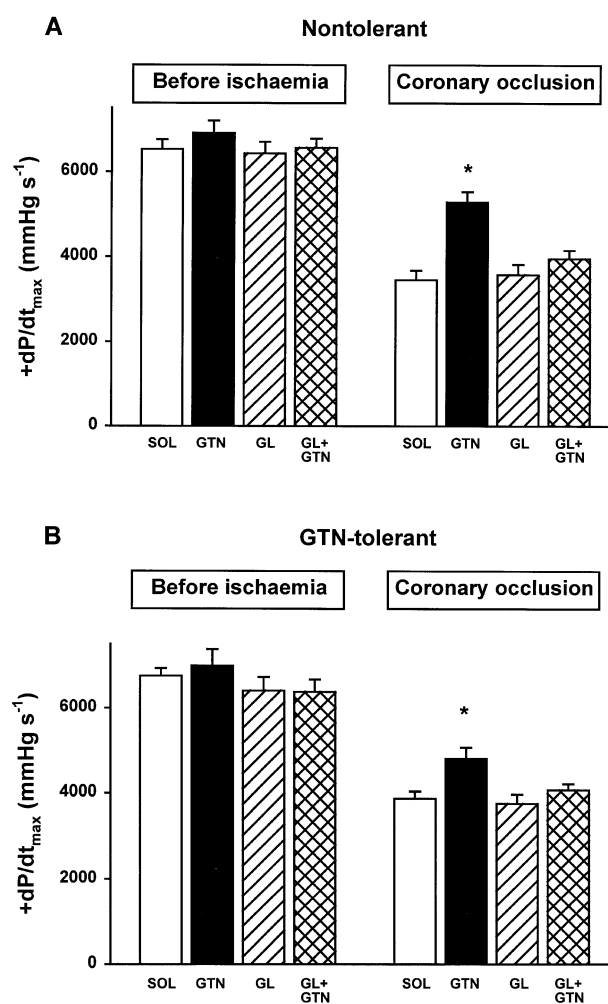 A
Nontolerant
Before ischaemia
Coronary occlusion
+dP/dtmax (mmHg s-1)
6000
4000
2000
0
SOL GTN GL GL+ GTN SOL GTN GL GL+ GTN
*
B
GTN-tolerant
Before ischaemia
Coronary occlusion
+dP/dtmax (mmHg s-1)
6000
4000
2000
0
SOL GTN GL GL+ GTN SOL GTN GL GL+ GTN
*